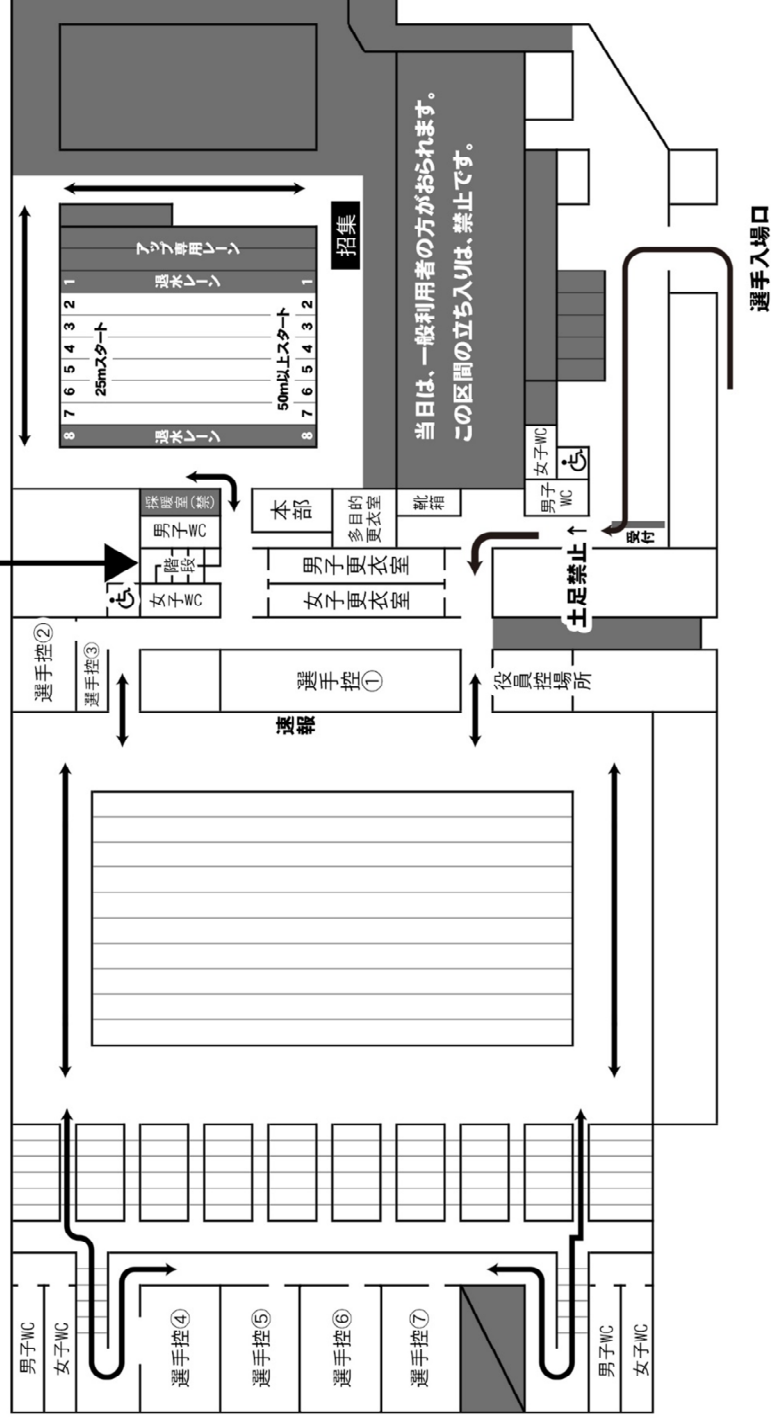 当日は、一般利用者の方がおられます。
この区間の立ち入りは、禁止です。
招集
アップ専用レーン
退水レーン
1 2 3 4 5 6 7 8
25mスタート
50m以上スタート
1 2 3 4 5 6 7 8
退水レーン
選手入場口
採暖室(禁)
男子WC
階段
女子WC
本部
多目的
更衣室
靴箱
男子更衣室
女子更衣室
女子WC
男子
WC
受付
土足禁止↑
選手控②
選手控③
選手控①
役員控場所
速報
男子WC
女子WC
選手控④
選手控⑤
選手控⑥
選手控⑦
男子WC
女子WC